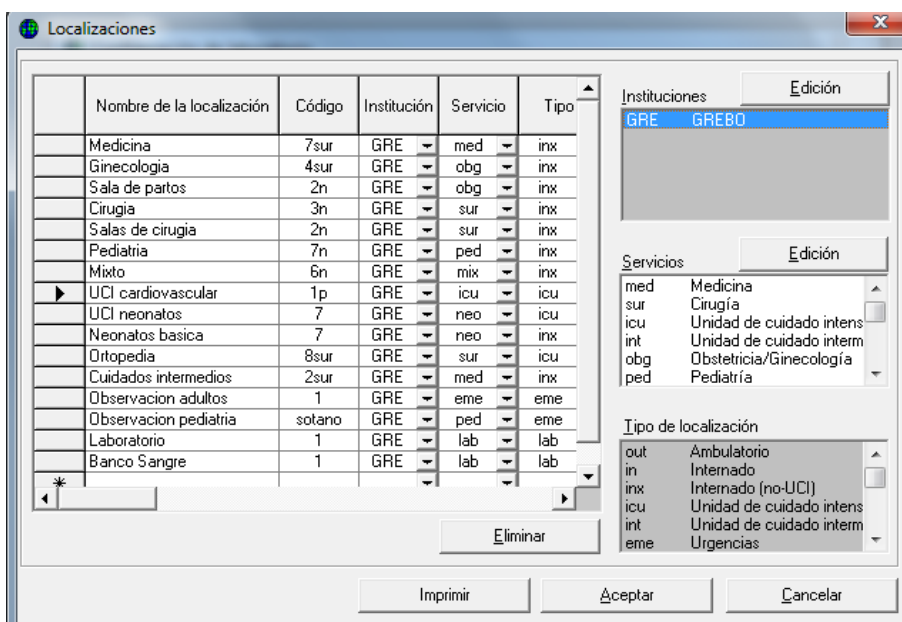 Localizaciones
Nombre de la localización Código Institución Servicio Tipo
Medicina 7sur GRE med inx
Ginecologia 4sur GRE obg inx
Sala de partos 2n GRE obg inx
Cirugia 3n GRE sur inx
Salas de cirugia 2n GRE sur inx
Pediatria 7n GRE ped inx
Mixto 6n GRE mix inx
UCI cardiovascular 1p GRE icu icu
UCI neonatos 7 GRE neo icu
Neonatos basica 7 GRE neo inx
Ortopedia 8sur GRE sur icu
Cuidados intermedios 2sur GRE med inx
Observacion adultos 1 GRE eme eme
Observacion pediatria sotano GRE ped eme
Laboratorio 1 GRE lab lab
Banco Sangre 1 GRE lab lab
Eliminar
Instituciones Edición
GRE GREBO
Servicios Edición
med Medicina
sur Cirugía
icu Unidad de cuidado intens
int Unidad de cuidado interm
obg Obstetricia/Ginecología
ped Pediatría
Tipo de localización
out Ambulatorio
in Internado
inx Internado (no-UCI)
icu Unidad de cuidado intens
int Unidad de cuidado interm
eme Urgencias
Imprimir Aceptar Cancelar